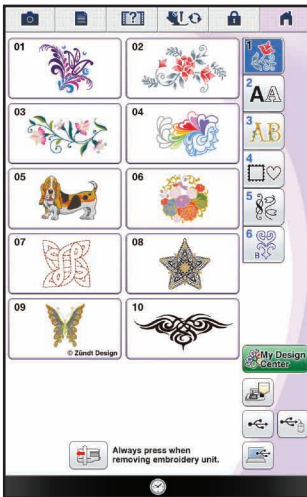 01
02
1
2
AA
03
04
3
AB
4
05
06
5
6
B
07
08
09
10
© Zündt Design
My Design
Center
Always press when
removing embroidery unit.